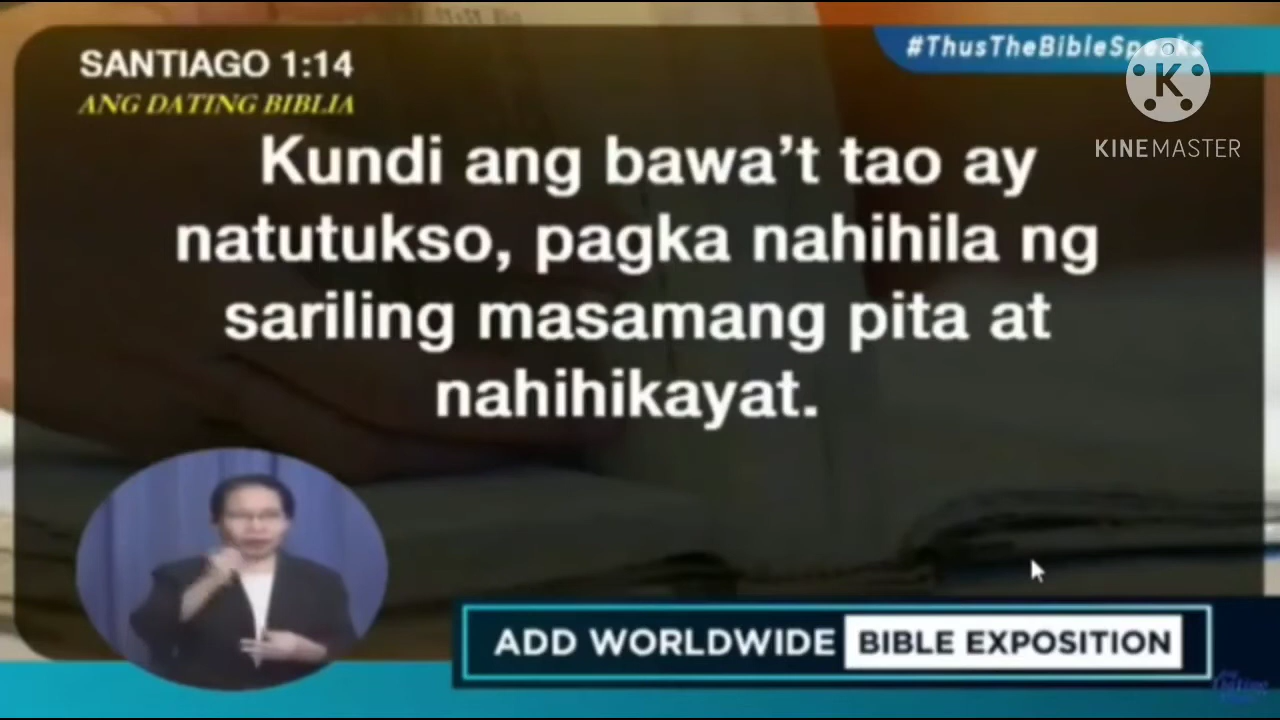 SANTIAGO 1:14
ANG DATING BIBLIA
#ThusTheBibleSpeaks
K
KINEMASTER
Kundi ang bawa’t tao ay
natutukso, pagka nahihila ng
sariling masamang pita at
nahihikayat.
ADD WORLDWIDE BIBLE EXPOSITION